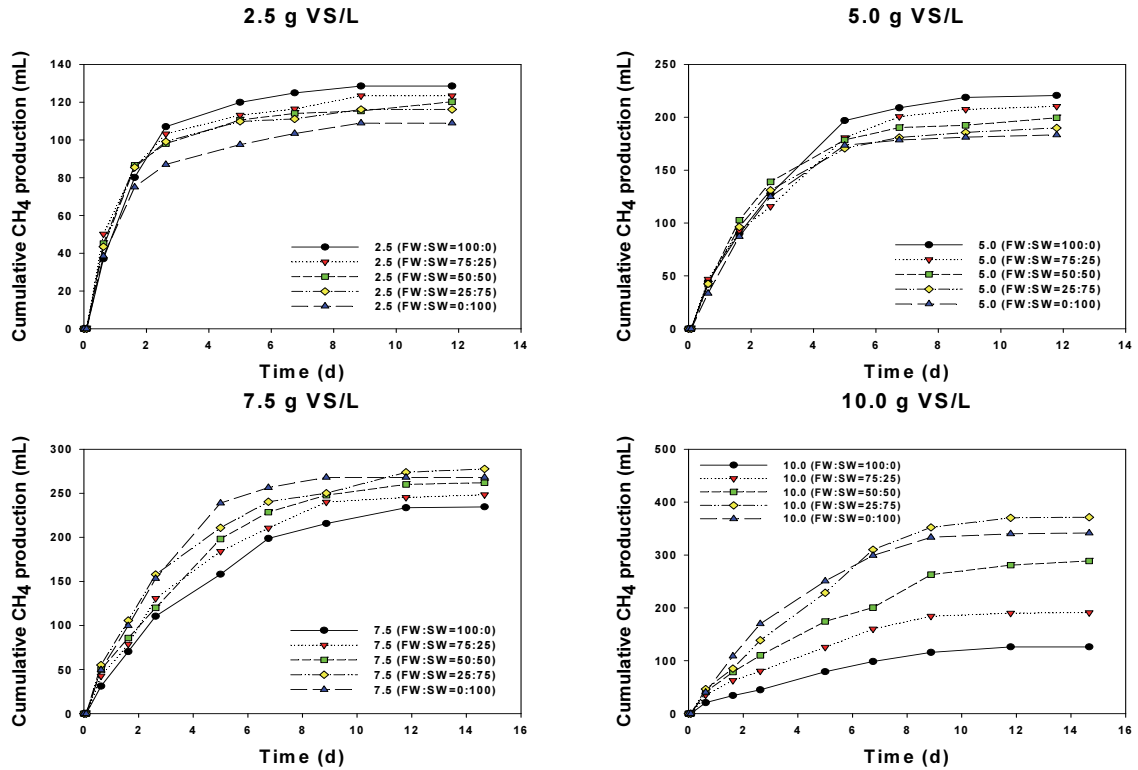 2.5 g VS/L
Cumulative CH4 production (mL)
140
120
100
80
60
40
20
0
2.5 (FW:SW=100:0)
2.5 (FW:SW=75:25)
2.5 (FW:SW=50:50)
2.5 (FW:SW=25:75)
2.5 (FW:SW=0:100)
0 2 4 6 8 10 12 14
Time (d)
5.0 g VS/L
Cumulative CH4 production (mL)
250
200
150
100
50
0
5.0 (FW:SW=100:0)
5.0 (FW:SW=75:25)
5.0 (FW:SW=50:50)
5.0 (FW:SW=25:75)
5.0 (FW:SW=0:100)
0 2 4 6 8 10 12 14
Time (d)
7.5 g VS/L
Cumulative CH4 production (mL)
300
250
200
150
100
50
0
7.5 (FW:SW=100:0)
7.5 (FW:SW=75:25)
7.5 (FW:SW=50:50)
7.5 (FW:SW=25:75)
7.5 (FW:SW=0:100)
0 2 4 6 8 10 12 14 16
Time (d)
10.0 g VS/L
Cumulative CH4 production (mL)
500
400
300
200
100
0
10.0 (FW:SW=100:0)
10.0 (FW:SW=75:25)
10.0 (FW:SW=50:50)
10.0 (FW:SW=25:75)
10.0 (FW:SW=0:100)
0 2 4 6 8 10 12 14 16
Time (d)